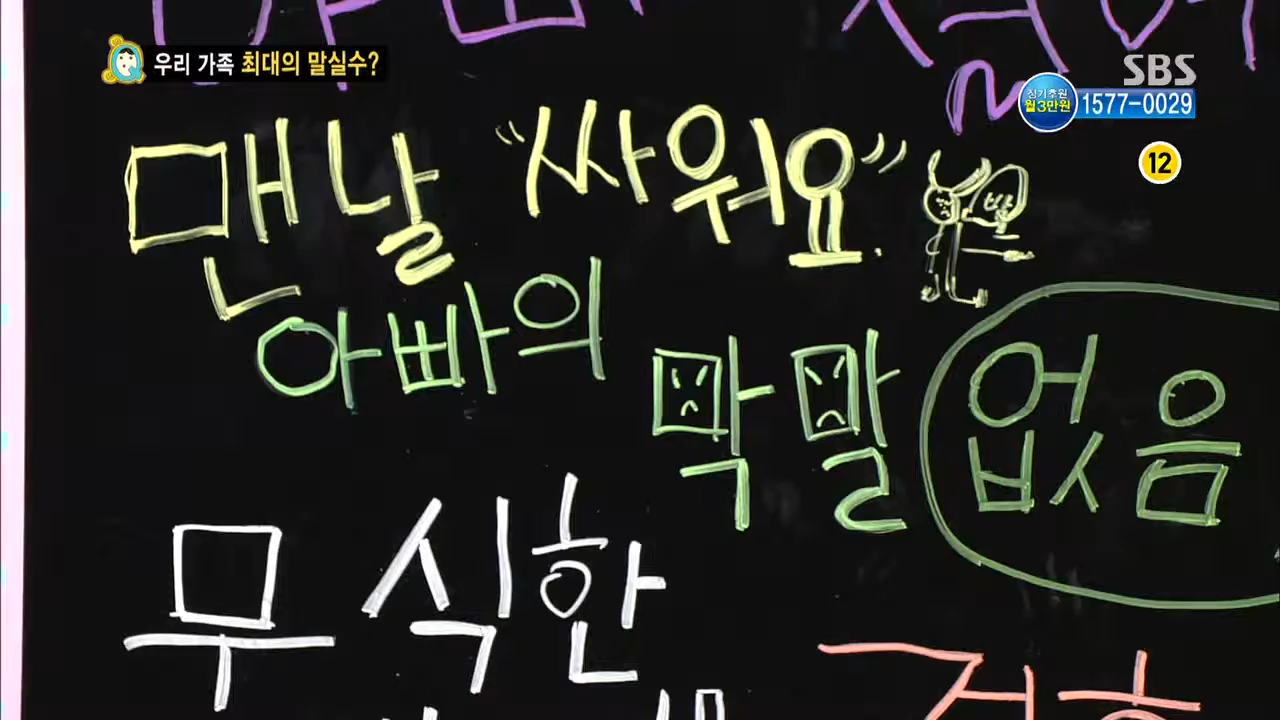 우리 가족 최대의 말실수?
SBS
정기후원
월3만원
1577-0029
12
맨날 “싸워요”.
빵
아빠의
막말
없음
무식한